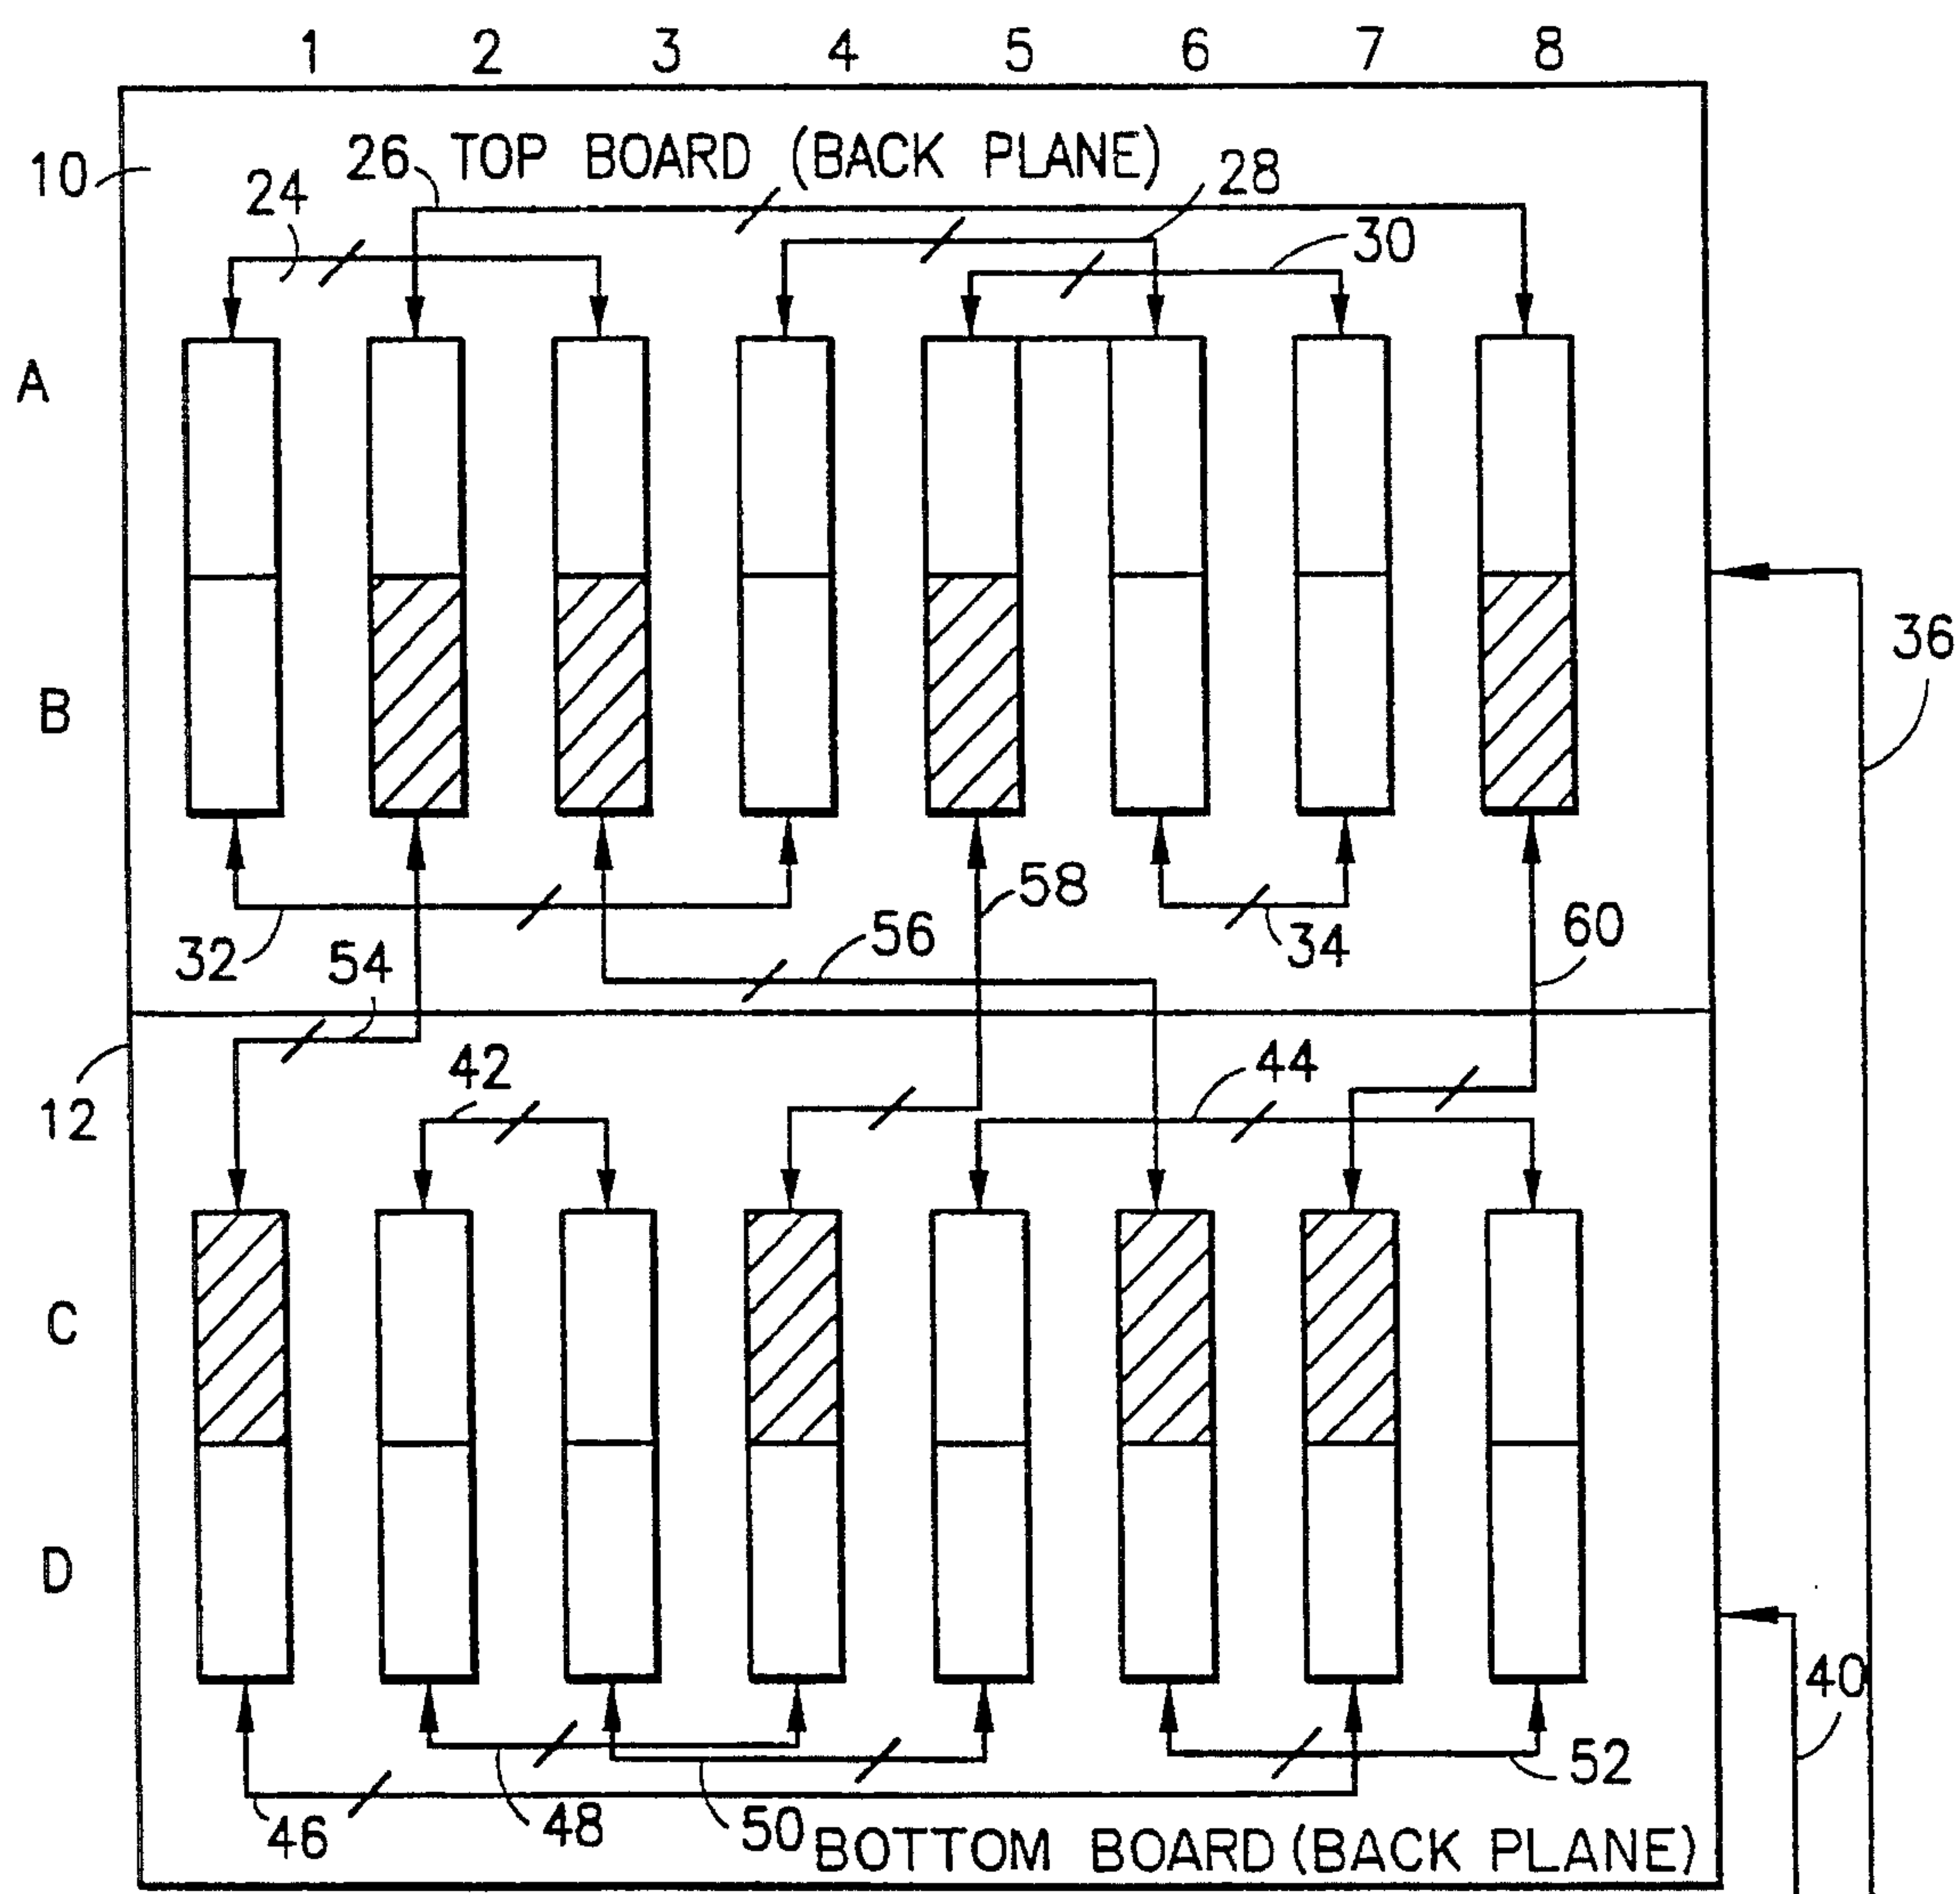 1 2 3 4 5 6 7 8
10
26 TOP BOARD (BACK PLANE) 28
24
30
A
36
B
58
32 54 56 34 60
42 44
12
C
D
40
52
46 48 50 BOTTOM BOARD (BACK PLANE)